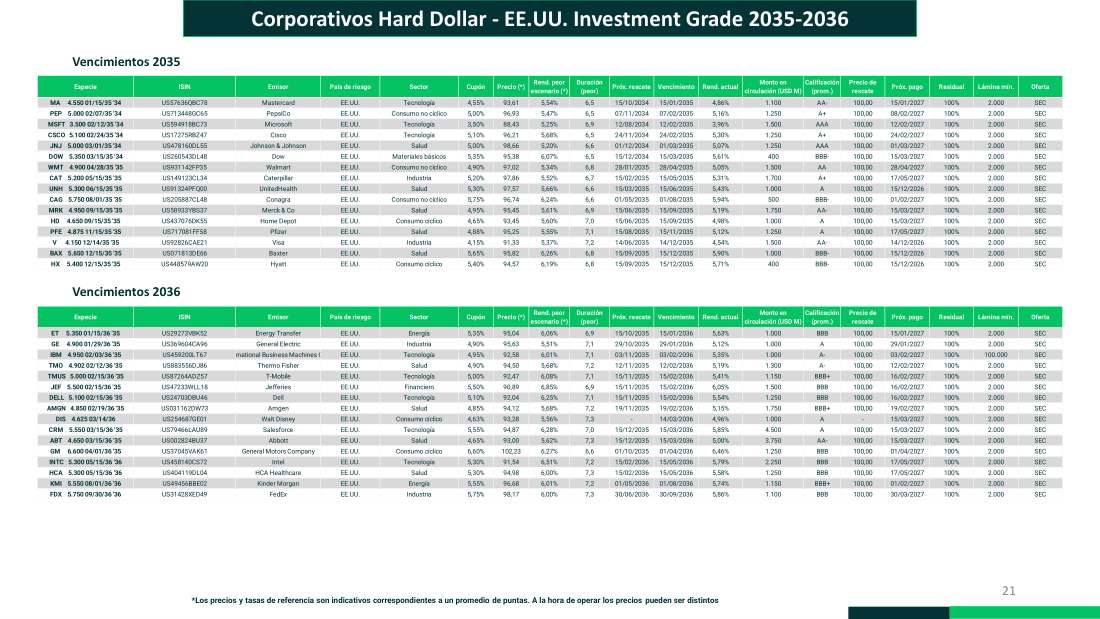 Corporativos Hard Dollar - EE.UU. Investment Grade 2035-2036
Vencimientos 2035
Especie ISIN Emisor País de riesgo Sector Cupón Precio (*) Rend. peor escenario (*) Duración (peor) Próx. rescate Vencimiento Rend. actual Monto en circulación (USD M) Calificación (prom.) Precio de rescate Próx. pago Residual Lámina mín. Oferta
MA 4.550 01/15/35 '34 US57636QBC78 Mastercard EE.UU. Tecnología 4,55% 93,61 5,54% 6,5 15/10/2034 15/01/2035 4,86% 1.100 AA- 100,00 15/01/2027 100% 2.000 SEC
PEP 5.000 02/07/35 '34 US713448GC65 PepsiCo EE.UU. Consumo no cíclico 5,00% 96,93 5,47% 6,5 07/11/2034 07/02/2035 5,16% 1.250 A+ 100,00 08/02/2027 100% 2.000 SEC
MSFT 3.500 02/12/35 '34 US594918BC73 Microsoft EE.UU. Tecnología 3,50% 88,43 5,25% 6,9 12/08/2034 12/02/2035 3,96% 1.500 AAA 100,00 12/02/2027 100% 2.000 SEC
CSCO 5.100 02/24/35 '34 US17275RBZ47 Cisco EE.UU. Tecnología 5,10% 96,21 5,68% 6,5 24/11/2034 24/02/2035 5,30% 1.250 A+ 100,00 24/02/2027 100% 2.000 SEC
JNJ 5.000 03/01/35 '34 US478160DL55 Johnson & Johnson EE.UU. Salud 5,00% 98,66 5,20% 6,6 01/12/2034 01/03/2035 5,07% 1.250 AAA 100,00 01/03/2027 100% 2.000 SEC
DOW 5.350 03/15/35 '34 US260543DL48 Dow EE.UU. Materiales básicos 5,35% 95,38 6,07% 6,5 15/12/2034 15/03/2035 5,61% 400 BBB- 100,00 15/03/2027 100% 2.000 SEC
WMT 4.900 04/28/35 '35 US931142FP35 Walmart EE.UU. Consumo no cíclico 4,90% 97,02 5,34% 6,8 28/01/2035 28/04/2035 5,05% 1.500 AA 100,00 28/04/2027 100% 2.000 SEC
CAT 5.200 05/15/35 '35 US149123CL34 Caterpillar EE.UU. Industria 5,20% 97,86 5,52% 6,7 15/02/2035 15/05/2035 5,31% 1.700 A+ 100,00 17/05/2027 100% 2.000 SEC
UNH 5.300 06/15/35 '35 US91324PFQ00 UnitedHealth EE.UU. Salud 5,30% 97,57 5,66% 6,6 15/03/2035 15/06/2035 5,43% 1.000 A 100,00 15/12/2026 100% 2.000 SEC
CAG 5.750 08/01/35 '35 US205887CL48 Conagra EE.UU. Consumo no cíclico 5,75% 96,74 6,24% 6,6 01/05/2035 01/08/2035 5,94% 500 BBB- 100,00 01/02/2027 100% 2.000 SEC
MRK 4.950 09/15/35 '35 US58933YBS37 Merck & Co EE.UU. Salud 4,95% 95,45 5,61% 6,9 15/06/2035 15/09/2035 5,19% 1.750 AA- 100,00 15/03/2027 100% 2.000 SEC
HD 4.650 09/15/35 '35 US437076DK55 Home Depot EE.UU. Consumo cíclico 4,65% 93,45 5,60% 7,0 15/06/2035 15/09/2035 4,98% 1.000 A 100,00 15/03/2027 100% 2.000 SEC
PFE 4.875 11/15/35 '35 US717081FF58 Pfizer EE.UU. Salud 4,88% 95,25 5,55% 7,1 15/08/2035 15/11/2035 5,12% 1.250 A 100,00 17/05/2027 100% 2.000 SEC
V 4.150 12/14/35 '35 US92826CAE21 Visa EE.UU. Industria 4,15% 91,33 5,37% 7,2 14/06/2035 14/12/2035 4,54% 1.500 AA- 100,00 14/12/2026 100% 2.000 SEC
BAX 5.650 12/15/35 '35 US071813DE66 Baxter EE.UU. Salud 5,65% 95,82 6,26% 6,8 15/09/2035 15/12/2035 5,90% 1.000 BBB- 100,00 15/12/2026 100% 2.000 SEC
HX 5.400 12/15/35 '35 US448579AW20 Hyatt EE.UU. Consumo cíclico 5,40% 94,57 6,19% 6,8 15/09/2035 15/12/2035 5,71% 400 BBB- 100,00 15/12/2026 100% 2.000 SEC
Vencimientos 2036
Especie ISIN Emisor País de riesgo Sector Cupón Precio (*) Rend. peor escenario (*) Duración (peor) Próx. rescate Vencimiento Rend. actual Monto en circulación (USD M) Calificación (prom.) Precio de rescate Próx. pago Residual Lámina mín. Oferta
ET 5.350 01/15/36 '35 US29273VBK52 Energy Transfer EE.UU. Energía 5,35% 95,04 6,06% 6,9 15/10/2035 15/01/2036 5,63% 1.000 BBB 100,00 15/01/2027 100% 2.000 SEC
GE 4.900 01/29/36 '35 US369604CA96 General Electric EE.UU. Industria 4,90% 95,63 5,51% 7,1 29/10/2035 29/01/2036 5,12% 1.000 A 100,00 29/01/2027 100% 2.000 SEC
IBM 4.950 02/03/36 '35 US459200LT67 national Business Machines EE.UU. Tecnología 4,95% 92,58 6,01% 7,1 03/11/2035 03/02/2036 5,35% 1.000 A- 100,00 03/02/2027 100% 100.000 SEC
TMO 4.902 02/12/36 '35 US883556DJ86 Thermo Fisher EE.UU. Salud 4,90% 94,50 5,68% 7,2 12/11/2035 12/02/2036 5,19% 1.300 A- 100,00 12/02/2027 100% 2.000 SEC
TMUS 5.000 02/15/36 '35 US87264ADZ57 T-Mobile EE.UU. Tecnología 5,00% 92,47 6,08% 7,1 15/11/2035 15/02/2036 5,41% 1.150 BBB+ 100,00 16/02/2027 100% 2.000 SEC
JEF 5.500 02/15/36 '35 US47233WLL18 Jefferies EE.UU. Financiero 5,50% 90,89 6,85% 6,9 15/11/2035 15/02/2036 6,05% 1.500 BBB 100,00 16/02/2027 100% 2.000 SEC
DELL 5.100 02/15/36 '35 US24703DBU46 Dell EE.UU. Tecnología 5,10% 92,04 6,25% 7,1 15/11/2035 15/02/2036 5,54% 1.250 BBB 100,00 16/02/2027 100% 2.000 SEC
AMGN 4.850 02/19/36 '35 US031162DW73 Amgen EE.UU. Salud 4,85% 94,12 5,68% 7,2 19/11/2035 19/02/2036 5,15% 1.750 BBB+ 100,00 19/02/2027 100% 2.000 SEC
DIS 4.625 03/14/36 US254687GE01 Walt Disney EE.UU. Consumo cíclico 4,63% 93,28 5,56% 7,3 14/03/2036 4,96% 1.000 - 15/03/2027 100% 2.000 SEC
CRM 5.550 03/15/36 '35 US79466LAU89 Salesforce EE.UU. Tecnología 5,55% 94,87 6,28% 7,0 15/12/2035 15/03/2036 5,85% 4.500 A 100,00 15/03/2027 100% 2.000 SEC
ABT 4.650 03/15/36 '35 US002824BU37 Abbott EE.UU. Salud 4,65% 93,00 5,62% 7,3 15/12/2035 15/03/2036 5,00% 3.750 AA- 100,00 15/03/2027 100% 2.000 SEC
GM 6.600 04/01/36 '35 US37045VAK61 General Motors Company EE.UU. Consumo cíclico 6,60% 102,23 6,27% 6,6 01/10/2035 01/04/2036 6,46% 1.250 BBB 100,00 01/04/2027 100% 2.000 SEC
INTC 5.300 05/15/36 '36 US458140CS72 Intel EE.UU. Tecnología 5,30% 91,54 6,51% 7,2 15/02/2036 15/05/2036 5,79% 2.250 BBB 100,00 17/05/2027 100% 2.000 SEC
HCA 5.300 05/15/36 '36 US404119DL04 HCA Healthcare EE.UU. Salud 5,30% 94,98 6,00% 7,3 15/02/2036 15/05/2036 5,58% 1.250 BBB 100,00 17/05/2027 100% 2.000 SEC
KMI 5.550 08/01/36 '36 US49456BBE02 Kinder Morgan EE.UU. Energía 5,55% 96,68 6,01% 7,2 01/05/2036 01/08/2036 5,74% 1.150 BBB+ 100,00 01/02/2027 100% 2.000 SEC
FDX 5.750 09/30/36 '36 US31428XED49 FedEx EE.UU. Industria 5,75% 98,17 6,00% 7,3 30/06/2036 30/09/2036 5,86% 1.100 BBB 100,00 30/03/2027 100% 2.000 SEC
*Los precios y tasas de referencia son indicativos correspondientes a un promedio de puntas. A la hora de operar los precios pueden ser distintos
21